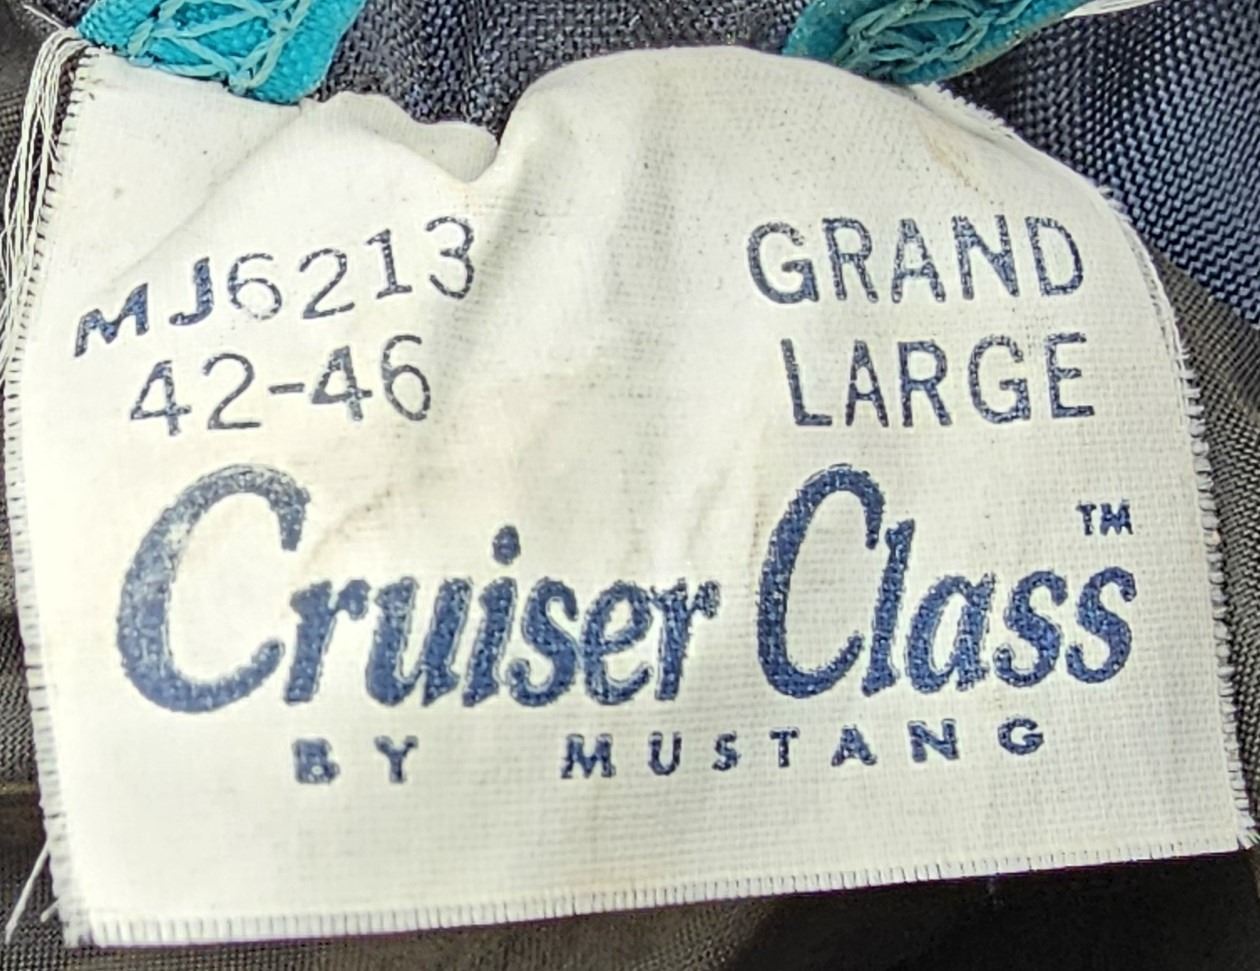 MJ6213
42-46
GRAND
LARGE
Cruiser Class™
BY MUSTANG